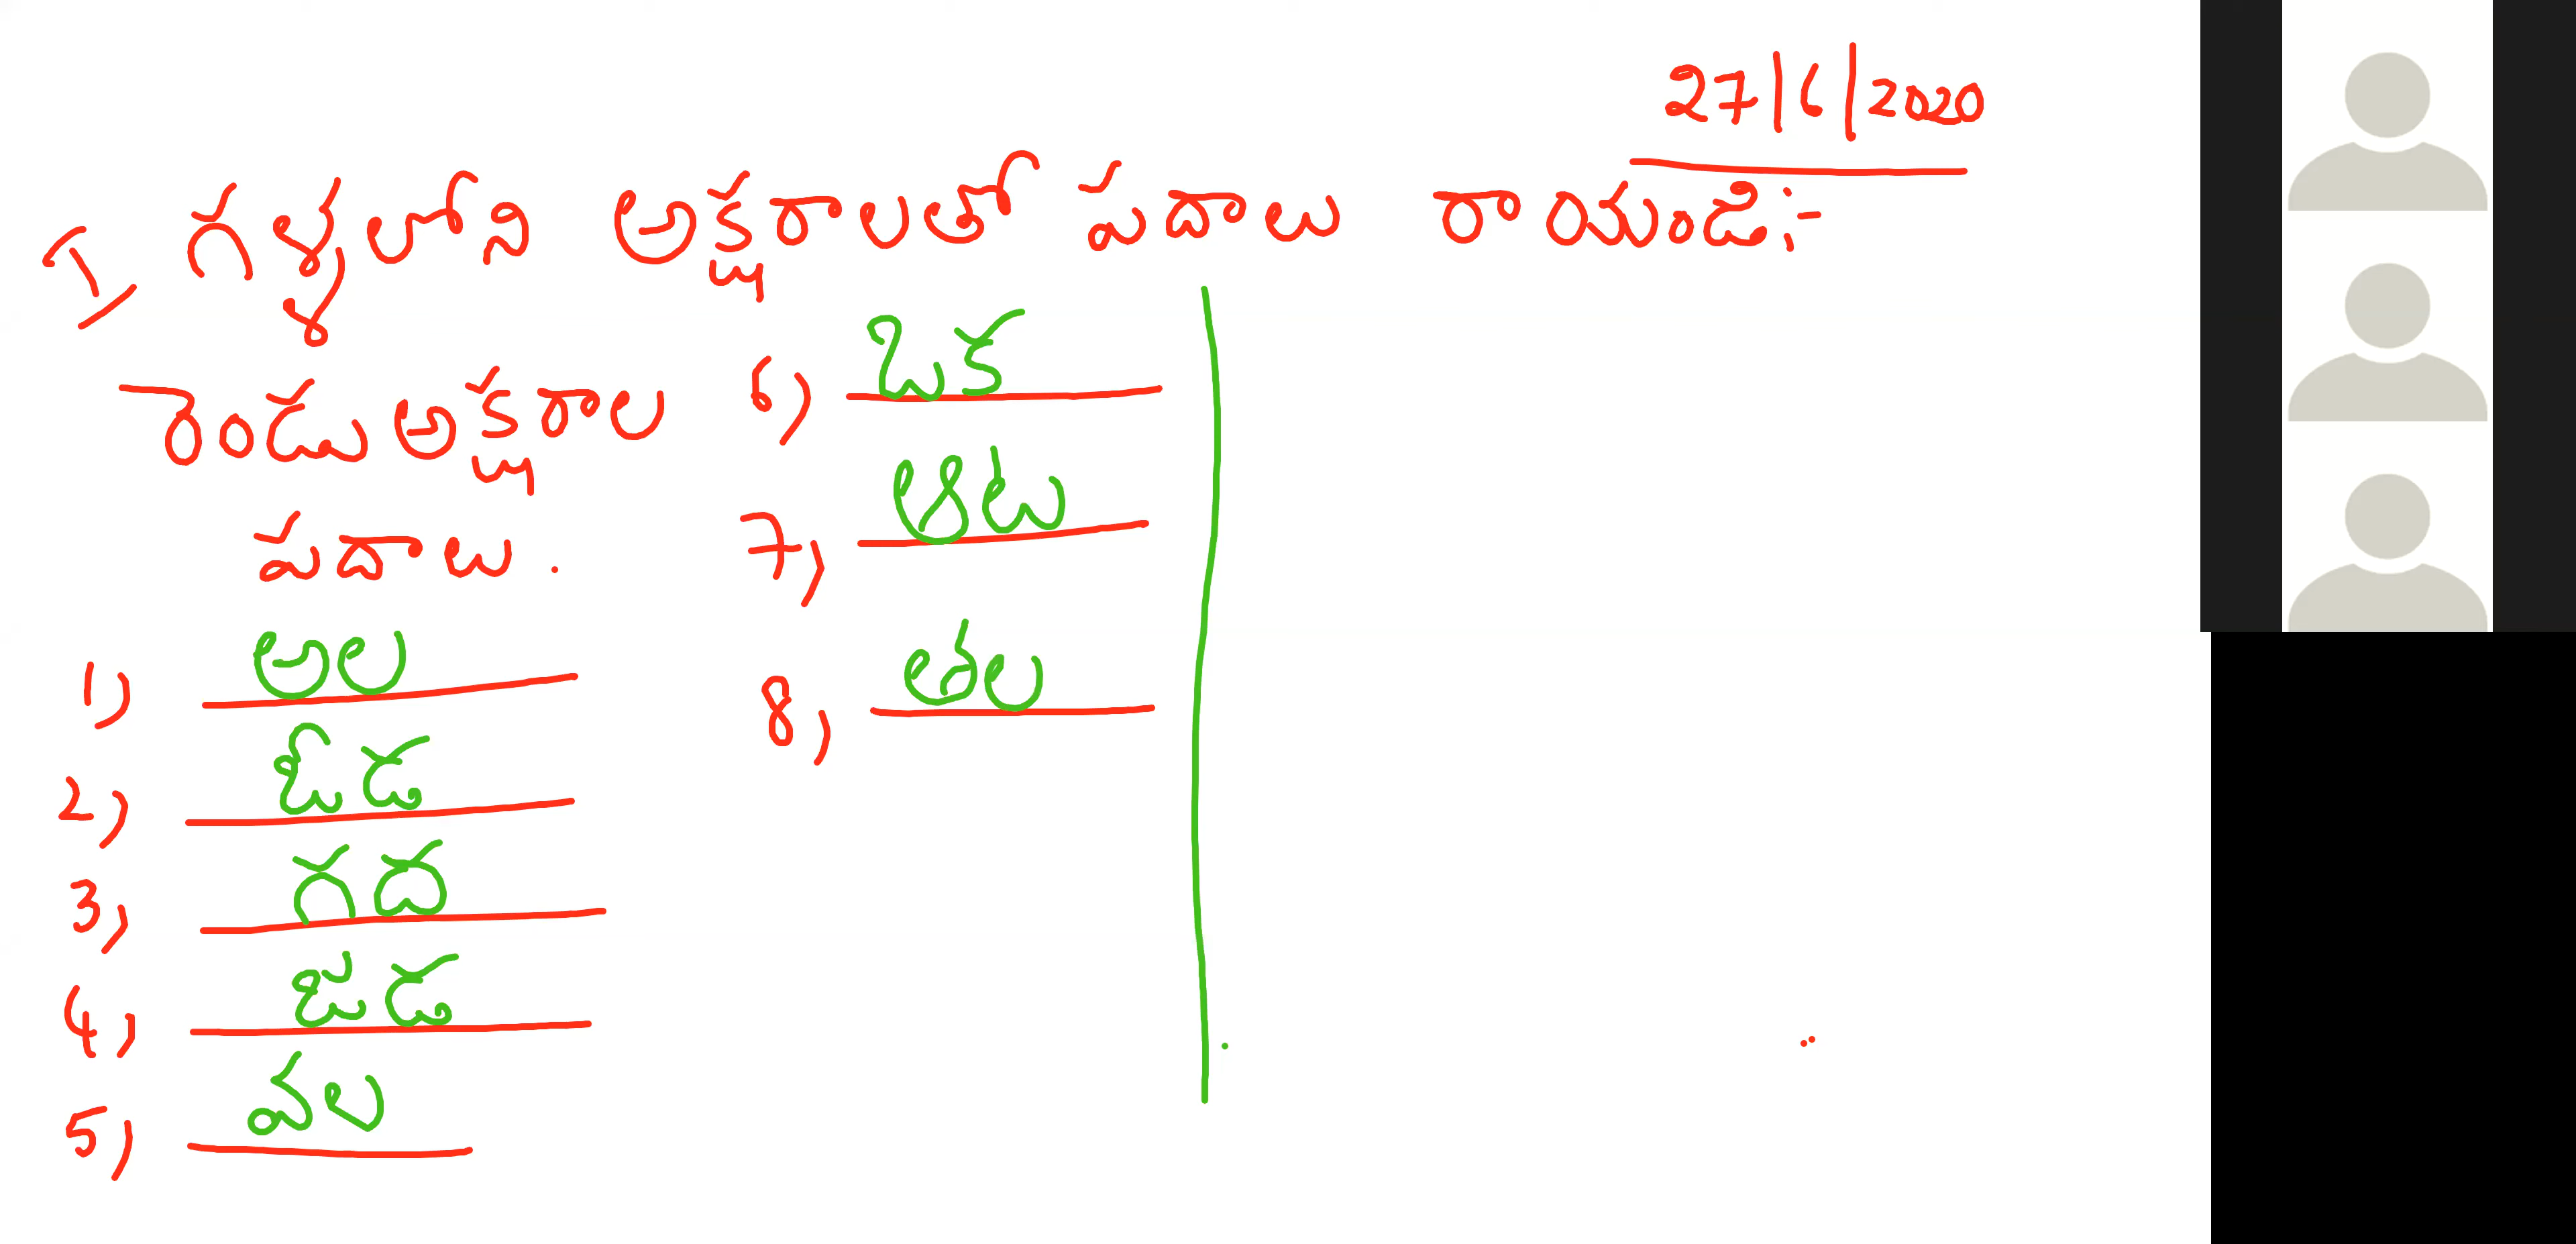 27/6/2020
I గళ్ళలోని అక్షరాలతో పదాలు రాయండి:-
రెండు అక్షరాల
పదాలు.
1) అల
2) ఓడ
3) గద
4) జడ
5) వల
6) ఒక
7) ఆట
8) తల